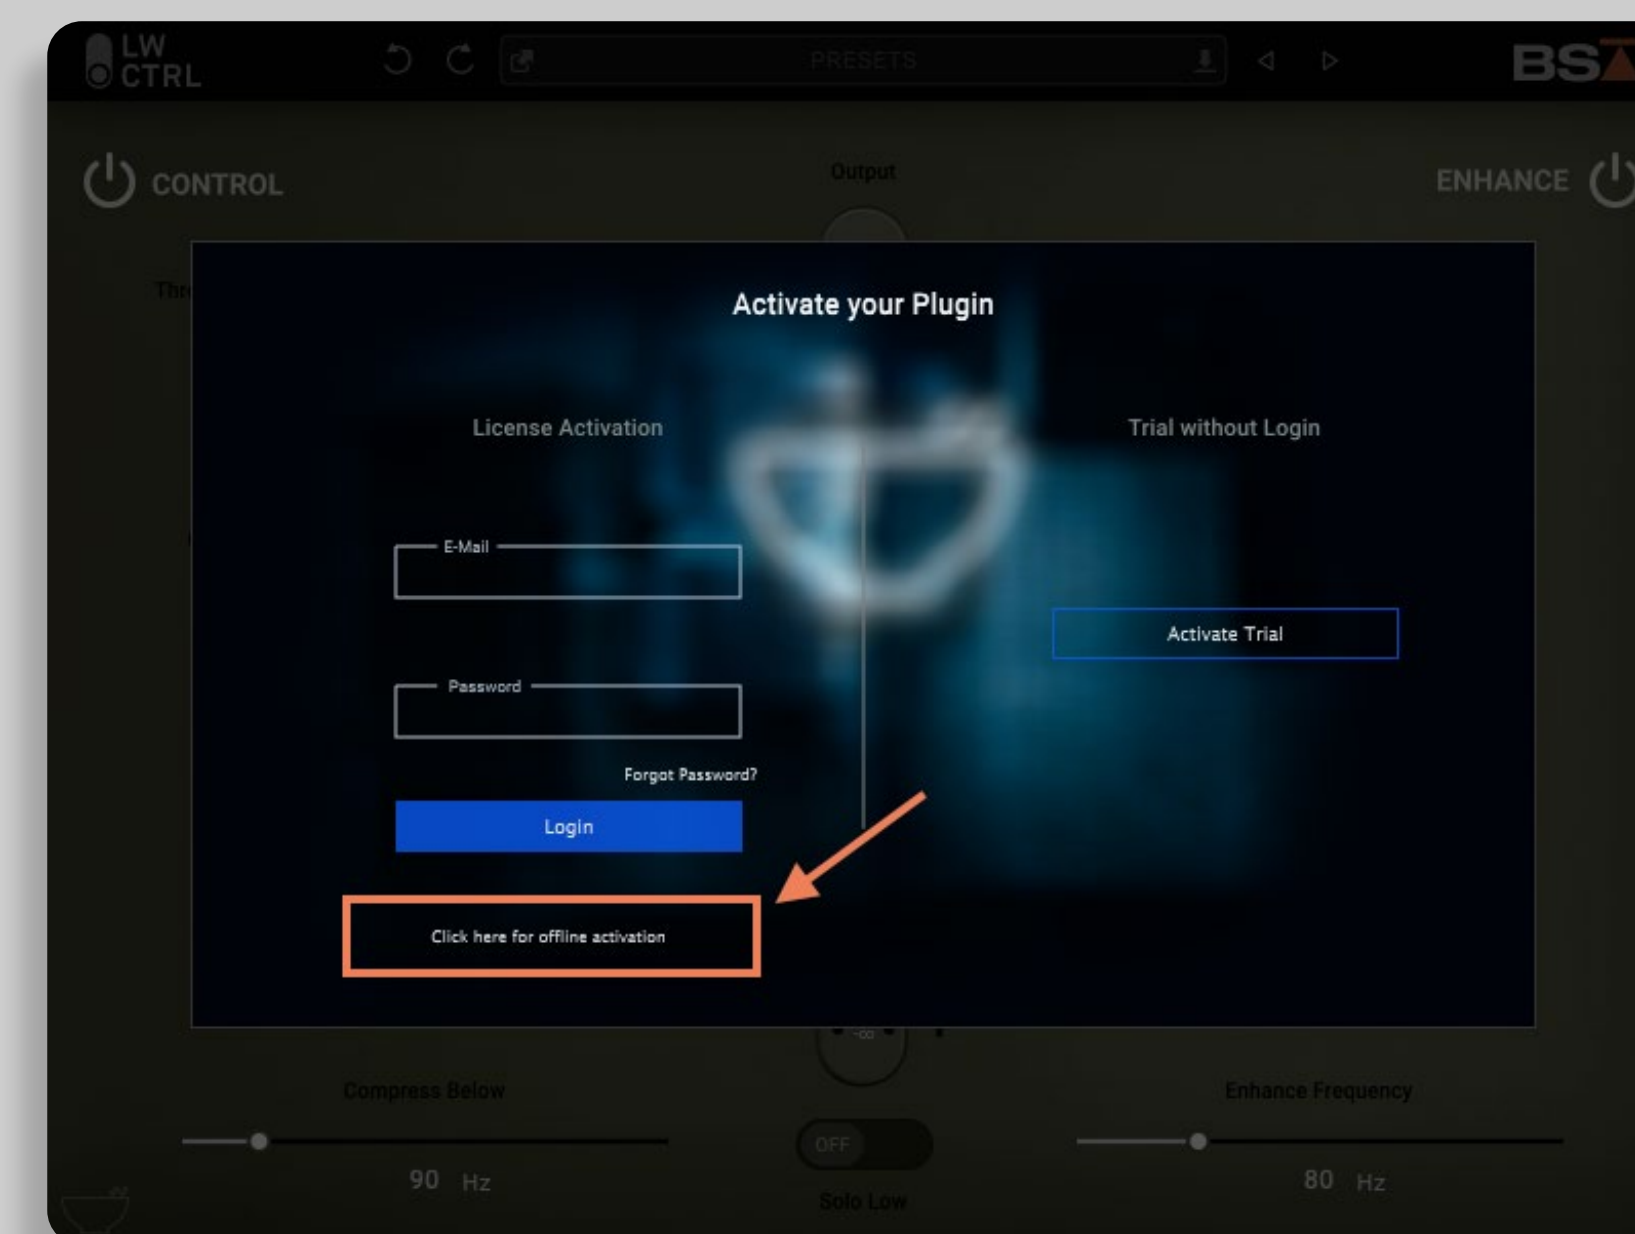 LW
CTRL
PRESETS
CONTROL
Output
ENHANCE
Activate your Plugin
License Activation
Trial without Login
E-Mail
Activate Trial
Password
Forgot Password?
Login
Click here for offline activation
-∞
Compress Below
Enhance Frequency
OFF
90 Hz
80 Hz
Solo Low